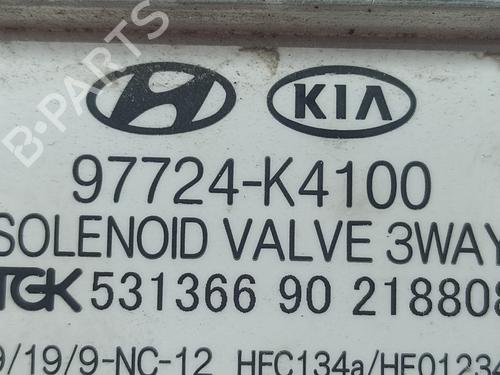 B-PARTS
KIA
97724-K4100
SOLENOID VALVE 3WAY
TGK 531366 90 218808
9/19/9-NC-12 HFC134a/HFO1234